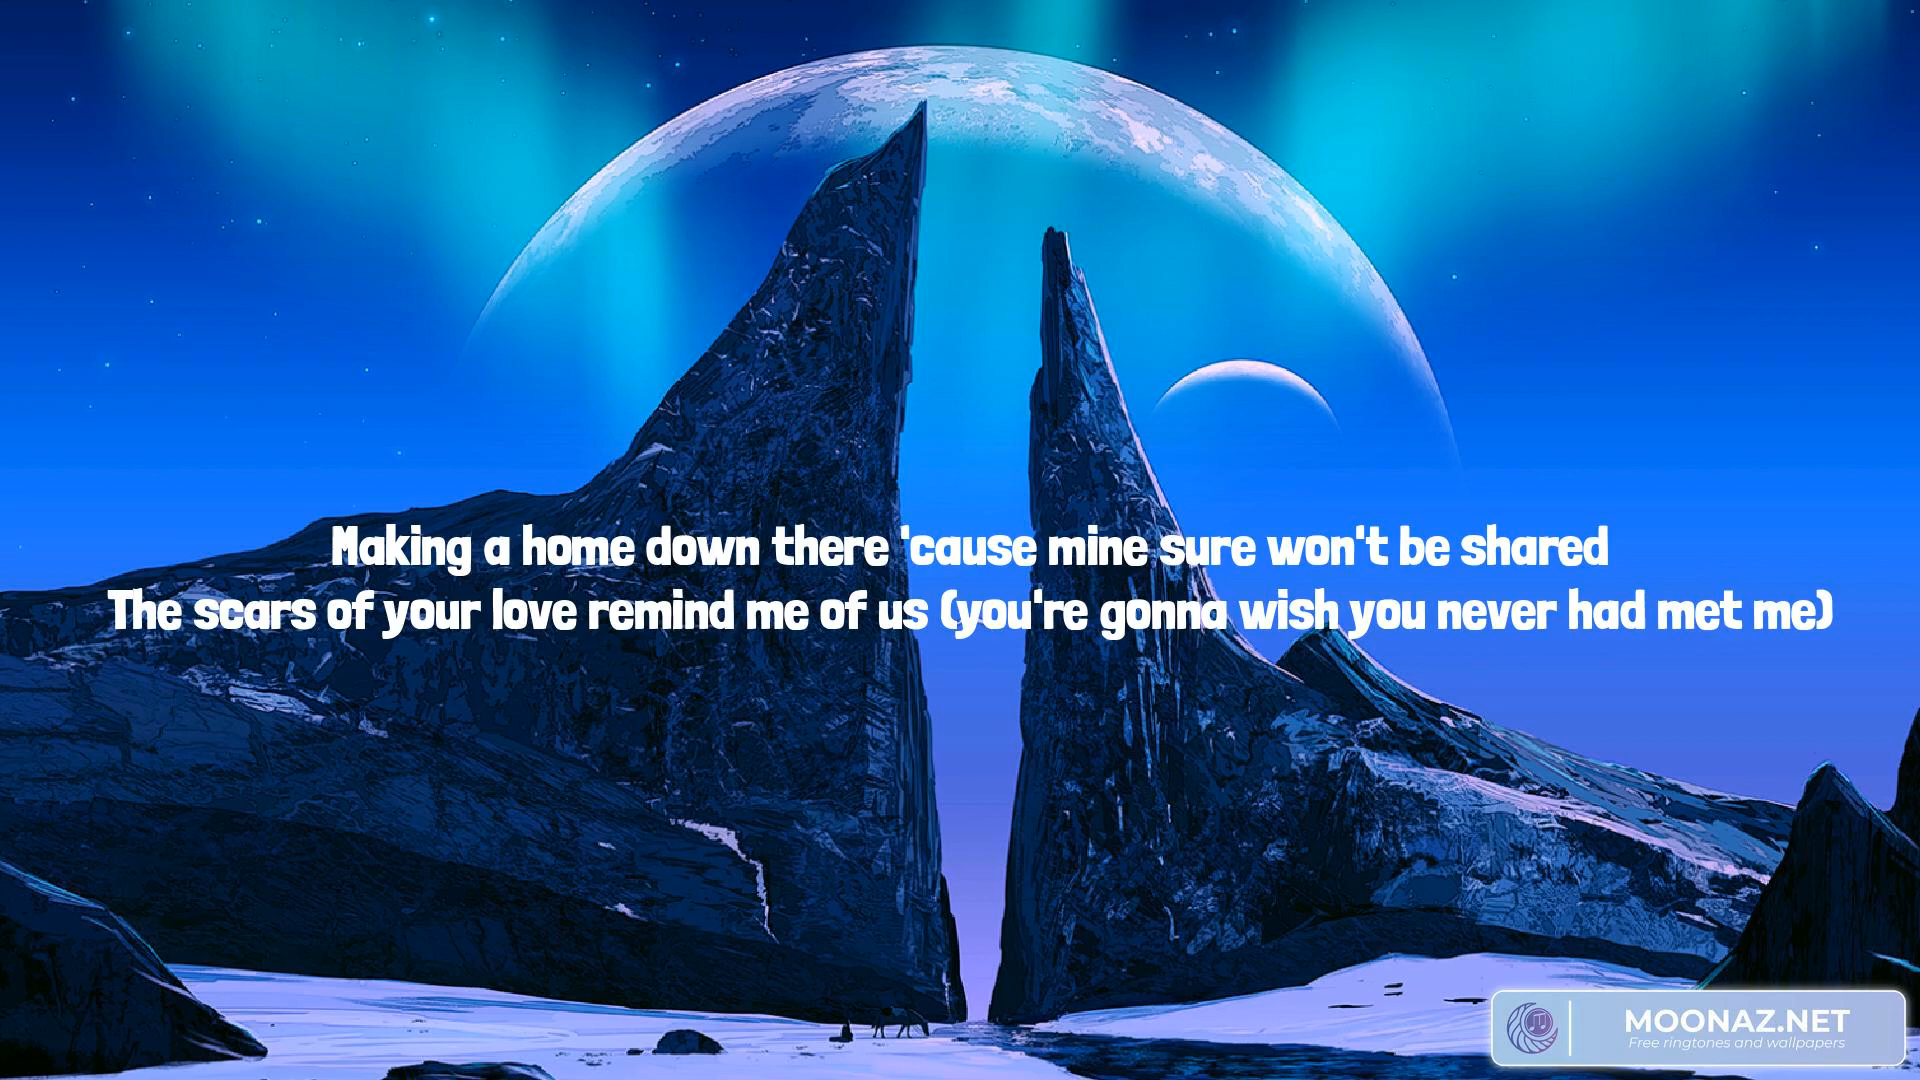 Making a home down there 'cause mine sure won't be shared
The scars of your love remind me of us (you're gonna wish you never had met me)
MOONAZ.NET
Free ringtones and wallpapers